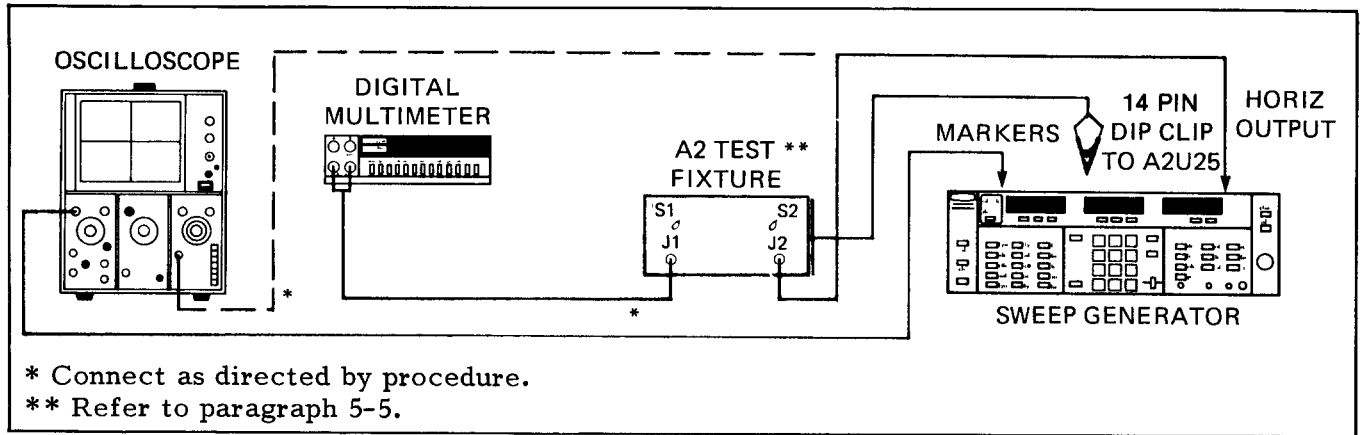 OSCILLOSCOPE
DIGITAL
MULTIMETER
A2 TEST **
FIXTURE
S1
S2
J1
J2
MARKERS
14 PIN
DIP CLIP
TO A2U25
HORIZ
OUTPUT
SWEEP GENERATOR
*
*
* Connect as directed by procedure.
** Refer to paragraph 5-5.